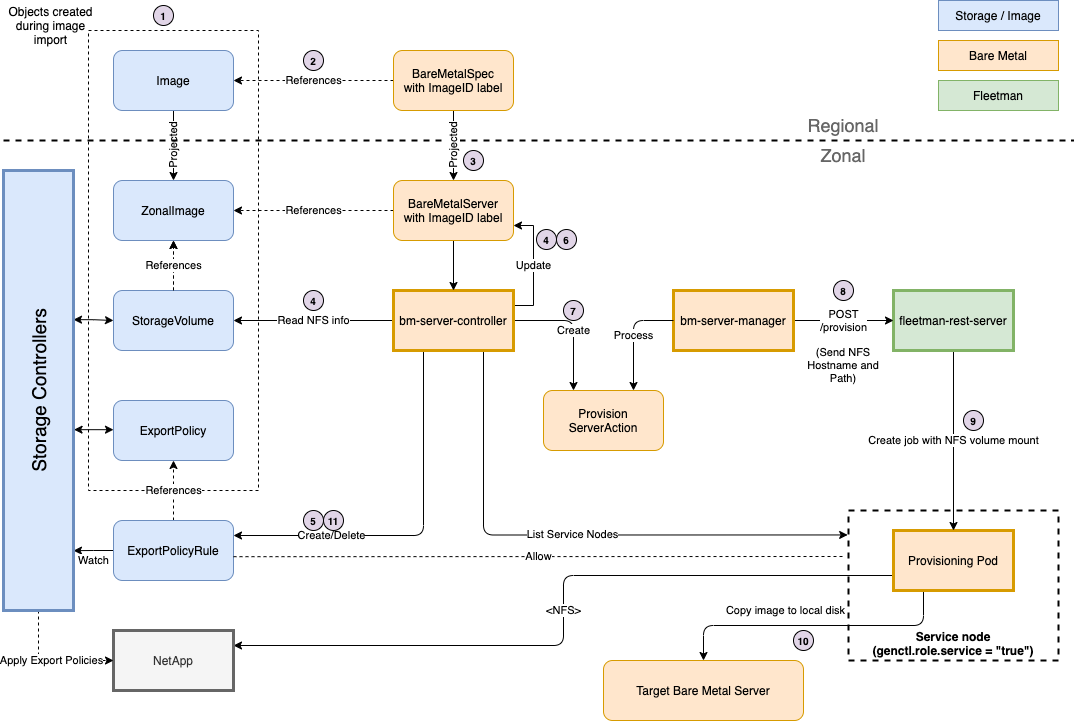 Objects created
during image
import
1
Storage / Image
Bare Metal
Fleetman
Image
2
References
BareMetalSpec
with ImageID label
Projected
Projected
3
Regional
Zonal
Storage Controllers
ZonalImage
References
BareMetalServer
with ImageID label
4
6
Update
References
StorageVolume
4
Read NFS info
bm-server-controller
7
Create
Process
bm-server-manager
8
POST
/provision
(Send NFS
Hostname and
Path)
fleetman-rest-server
Provision
ServerAction
ExportPolicy
9
Create job with NFS volume mount
References
5
11
Create/Delete
List Service Nodes
Allow
ExportPolicyRule
Watch
Provisioning Pod
<NFS>
Copy image to local disk
10
Service node
(genctl.role.service = "true")
Apply Export Policies
NetApp
Target Bare Metal Server